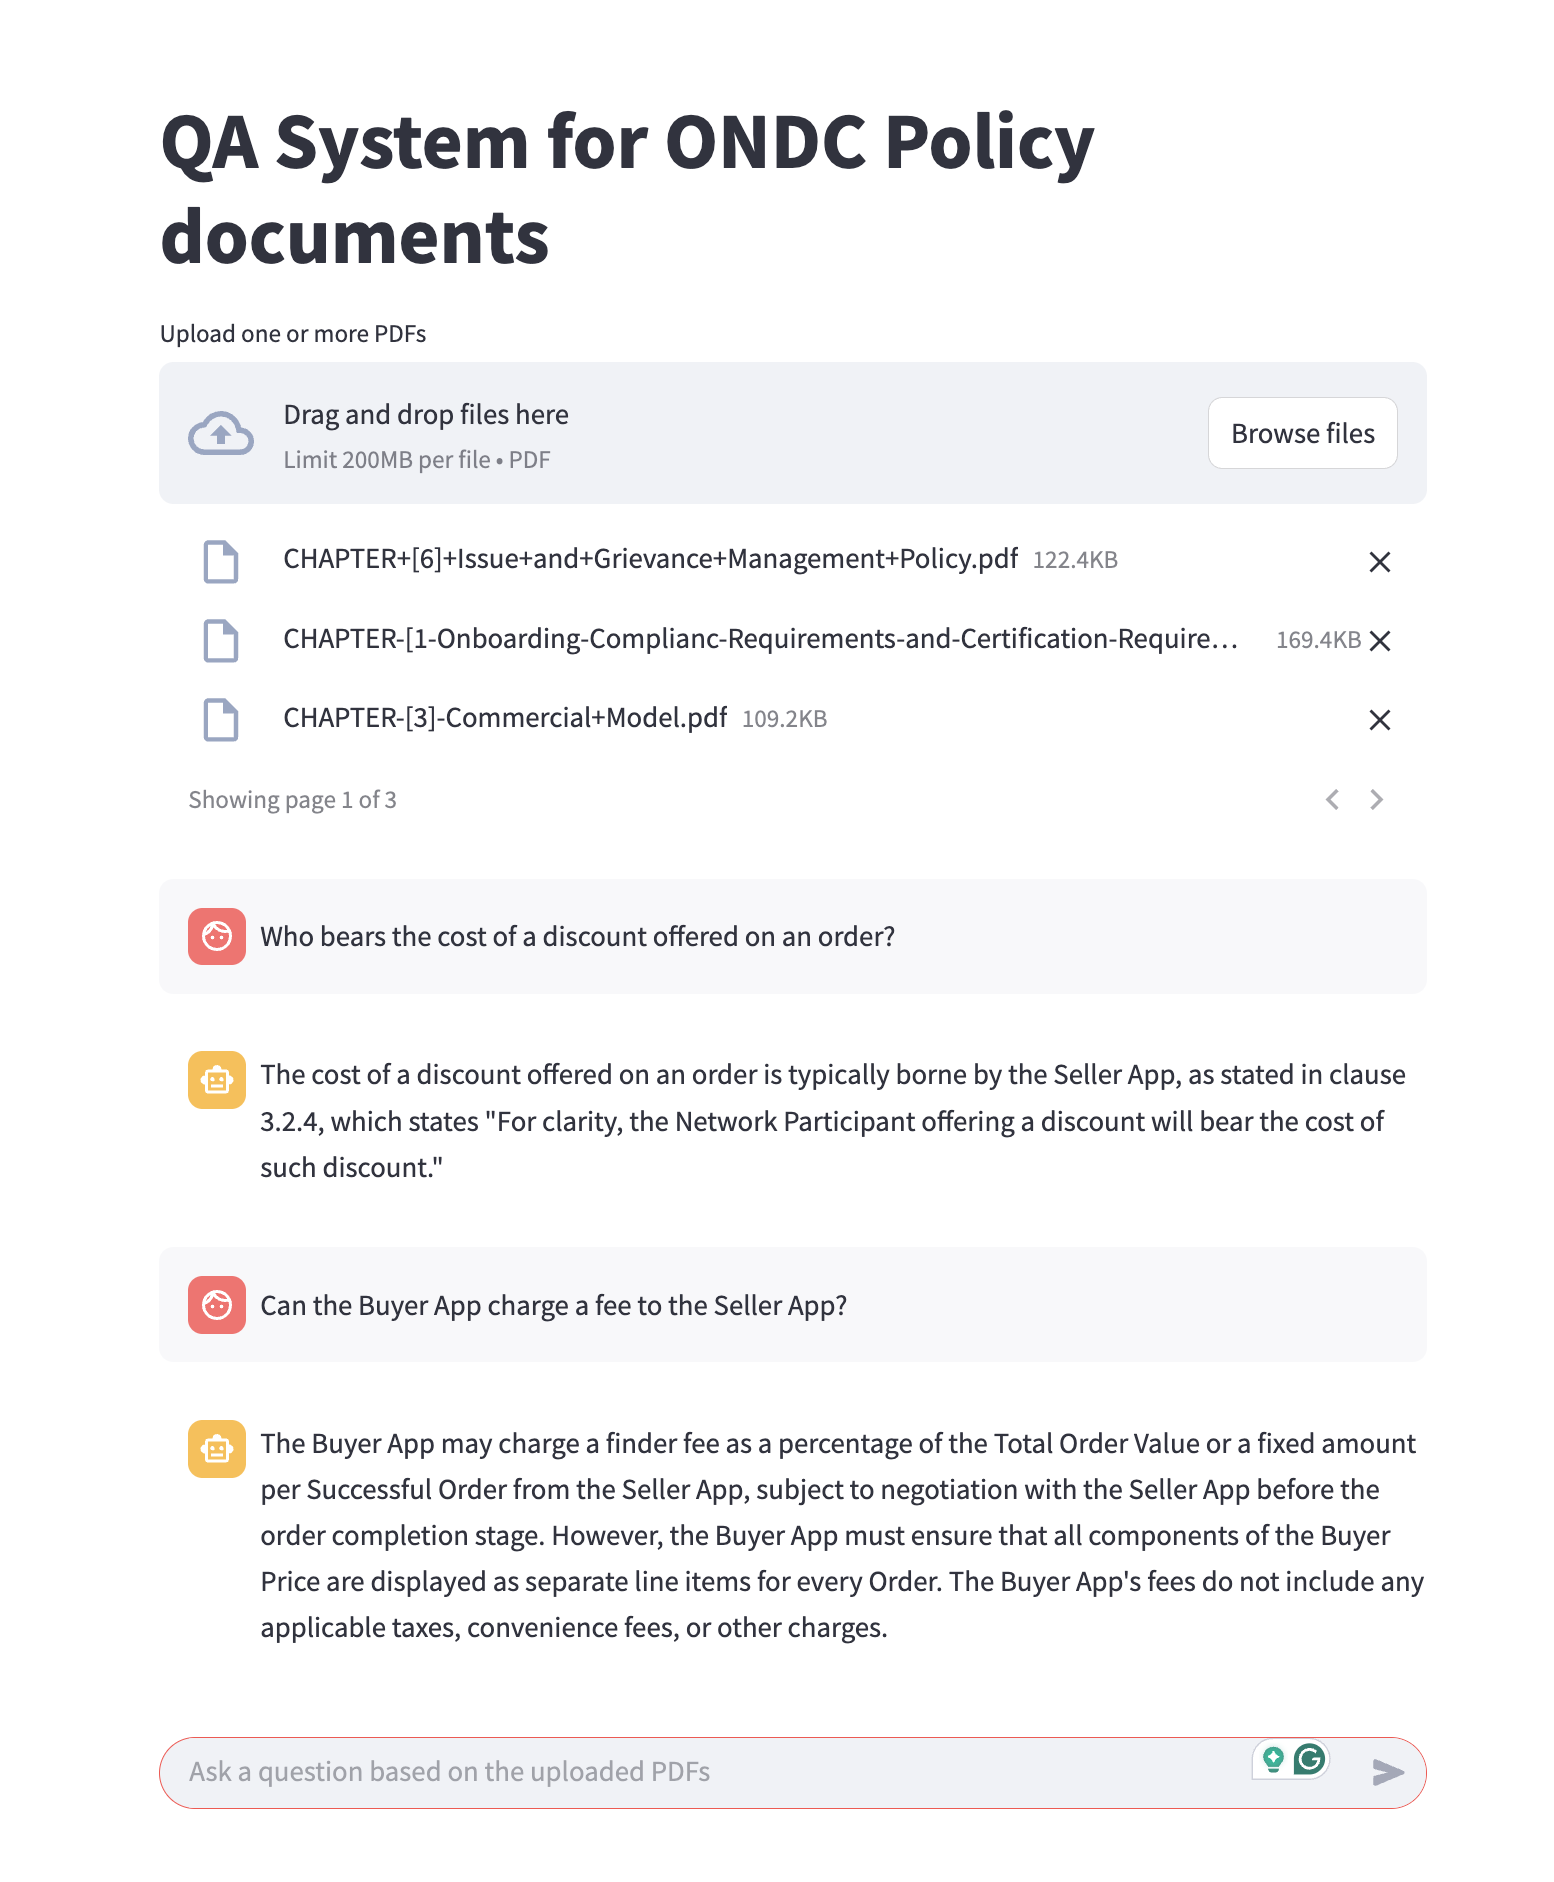 QA System for ONDC Policy
documents
Upload one or more PDFs
Drag and drop files here
Limit 200MB per file • PDF
Browse files
CHAPTER+[6]+Issue+and+Grievance+Management+Policy.pdf 122.4KB
CHAPTER-[1-Onboarding-Complianc-Requirements-and-Certification-Require… 169.4KB
CHAPTER-[3]-Commercial+Model.pdf 109.2KB
Showing page 1 of 3
Who bears the cost of a discount offered on an order?
The cost of a discount offered on an order is typically borne by the Seller App, as stated in clause
3.2.4, which states "For clarity, the Network Participant offering a discount will bear the cost of
such discount."
Can the Buyer App charge a fee to the Seller App?
The Buyer App may charge a finder fee as a percentage of the Total Order Value or a fixed amount
per Successful Order from the Seller App, subject to negotiation with the Seller App before the
order completion stage. However, the Buyer App must ensure that all components of the Buyer
Price are displayed as separate line items for every Order. The Buyer App's fees do not include any
applicable taxes, convenience fees, or other charges.
Ask a question based on the uploaded PDFs